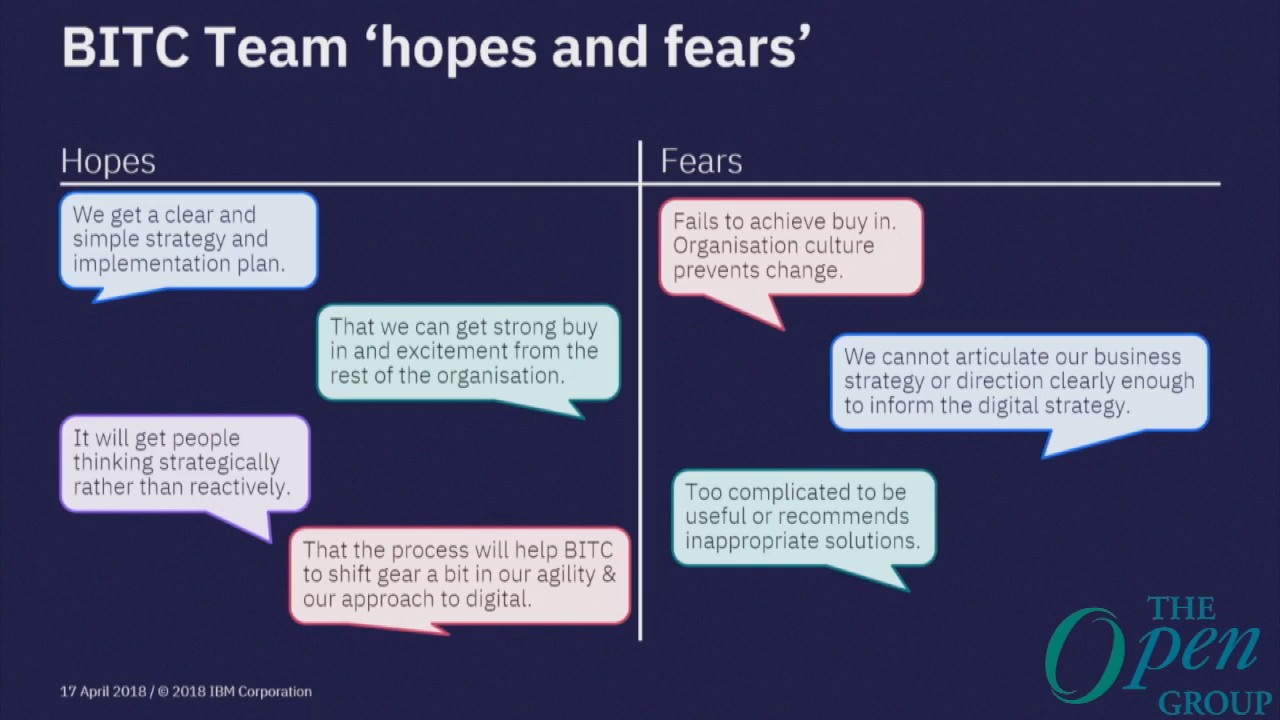 BITC Team ‘hopes and fears’
Hopes
We get a clear and
simple strategy and
implementation plan.
That we can get strong buy
in and excitement from the
rest of the organisation.
It will get people
thinking strategically
rather than reactively.
That the process will help BITC
to shift gear a bit in our agility &
our approach to digital.
Fears
Fails to achieve buy in.
Organisation culture
prevents change.
We cannot articulate our business
strategy or direction clearly enough
to inform the digital strategy.
Too complicated to be
useful or recommends
inappropriate solutions.
17 April 2018 / © 2018 IBM Corporation
THE
Open
GROUP